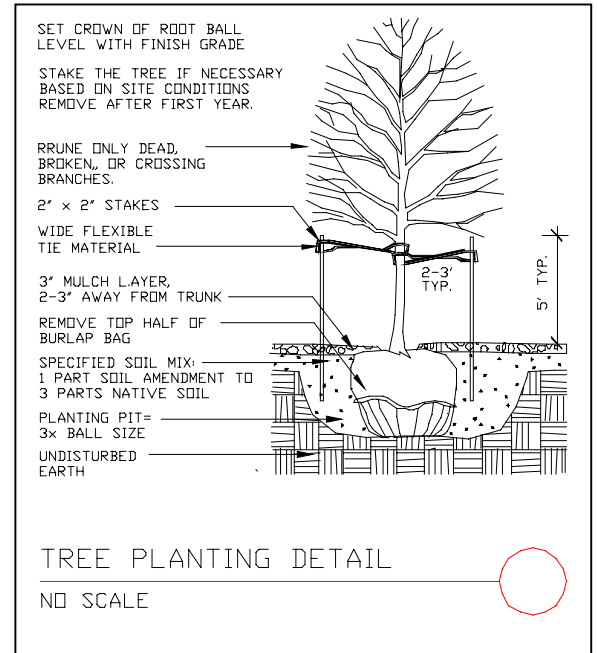 SET CROWN OF ROOT BALL
LEVEL WITH FINISH GRADE
STAKE THE TREE IF NECESSARY
BASED ON SITE CONDITIONS
REMOVE AFTER FIRST YEAR.
RRUNE ONLY DEAD,
BROKEN,, OR CROSSING
BRANCHES.
2" x 2" STAKES
WIDE FLEXIBLE
TIE MATERIAL
3" MULCH L.AYER,
2-3" AWAY FROM TRUNK
REMOVE TOP HALF OF
BURLAP BAG
SPECIFIED SOIL MIX:
1 PART SOIL AMENDMENT TO
3 PARTS NATIVE SOIL
PLANTING PIT=
3x BALL SIZE
UNDISTURBED
EARTH
2-3'
TYP.
5' TYP.
TREE PLANTING DETAIL
NO SCALE